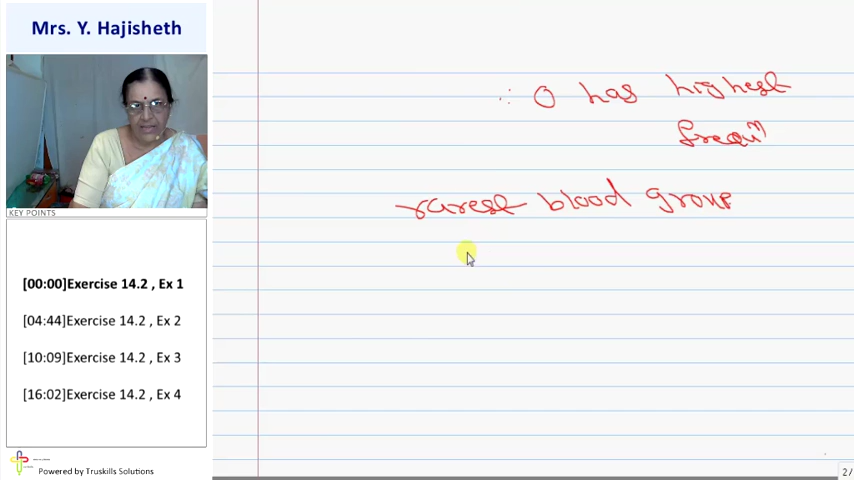 Mrs. Y. Hajisheth
KEY POINTS
[00:00]Exercise 14.2 , Ex 1
[04:44]Exercise 14.2 , Ex 2
[10:09]Exercise 14.2 , Ex 3
[16:02]Exercise 14.2 , Ex 4
Powered by Truskills Solutions
∴ O has highest
rarest blood group
2/